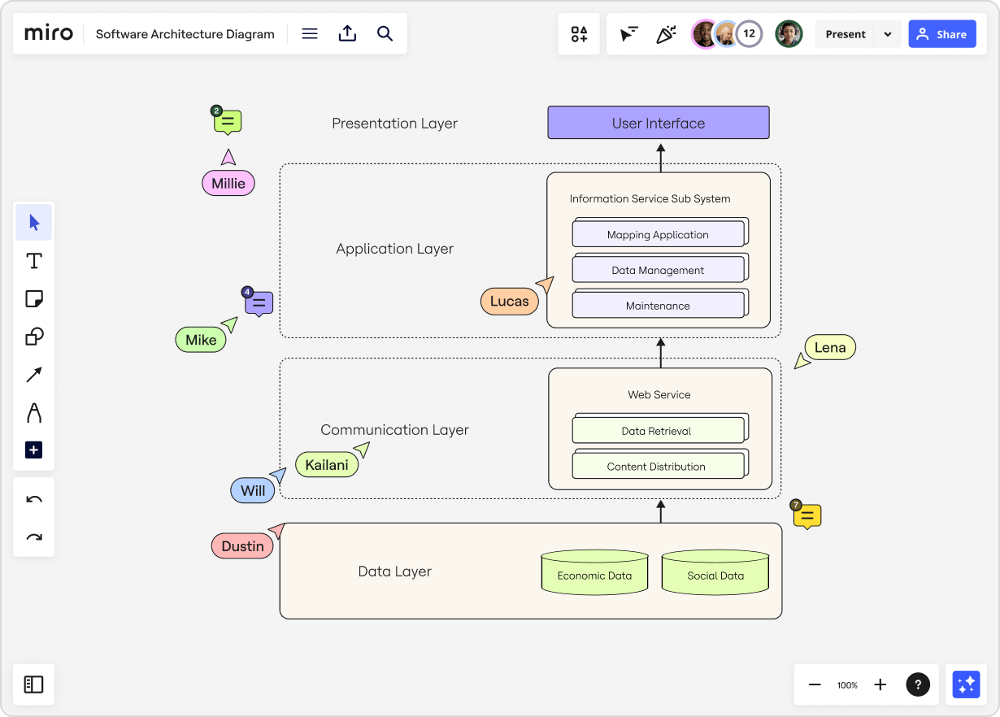 miro
Software Architecture Diagram
12
Present
Share
2
Millie
Presentation Layer
User Interface
Information Service Sub System
Mapping Application
Application Layer
Data Management
Lucas
Maintenance
4
Mike
Lena
Web Service
Communication Layer
Data Retrieval
Kailani
Content Distribution
Will
7
Dustin
Data Layer
Economic Data
Social Data
100%
?